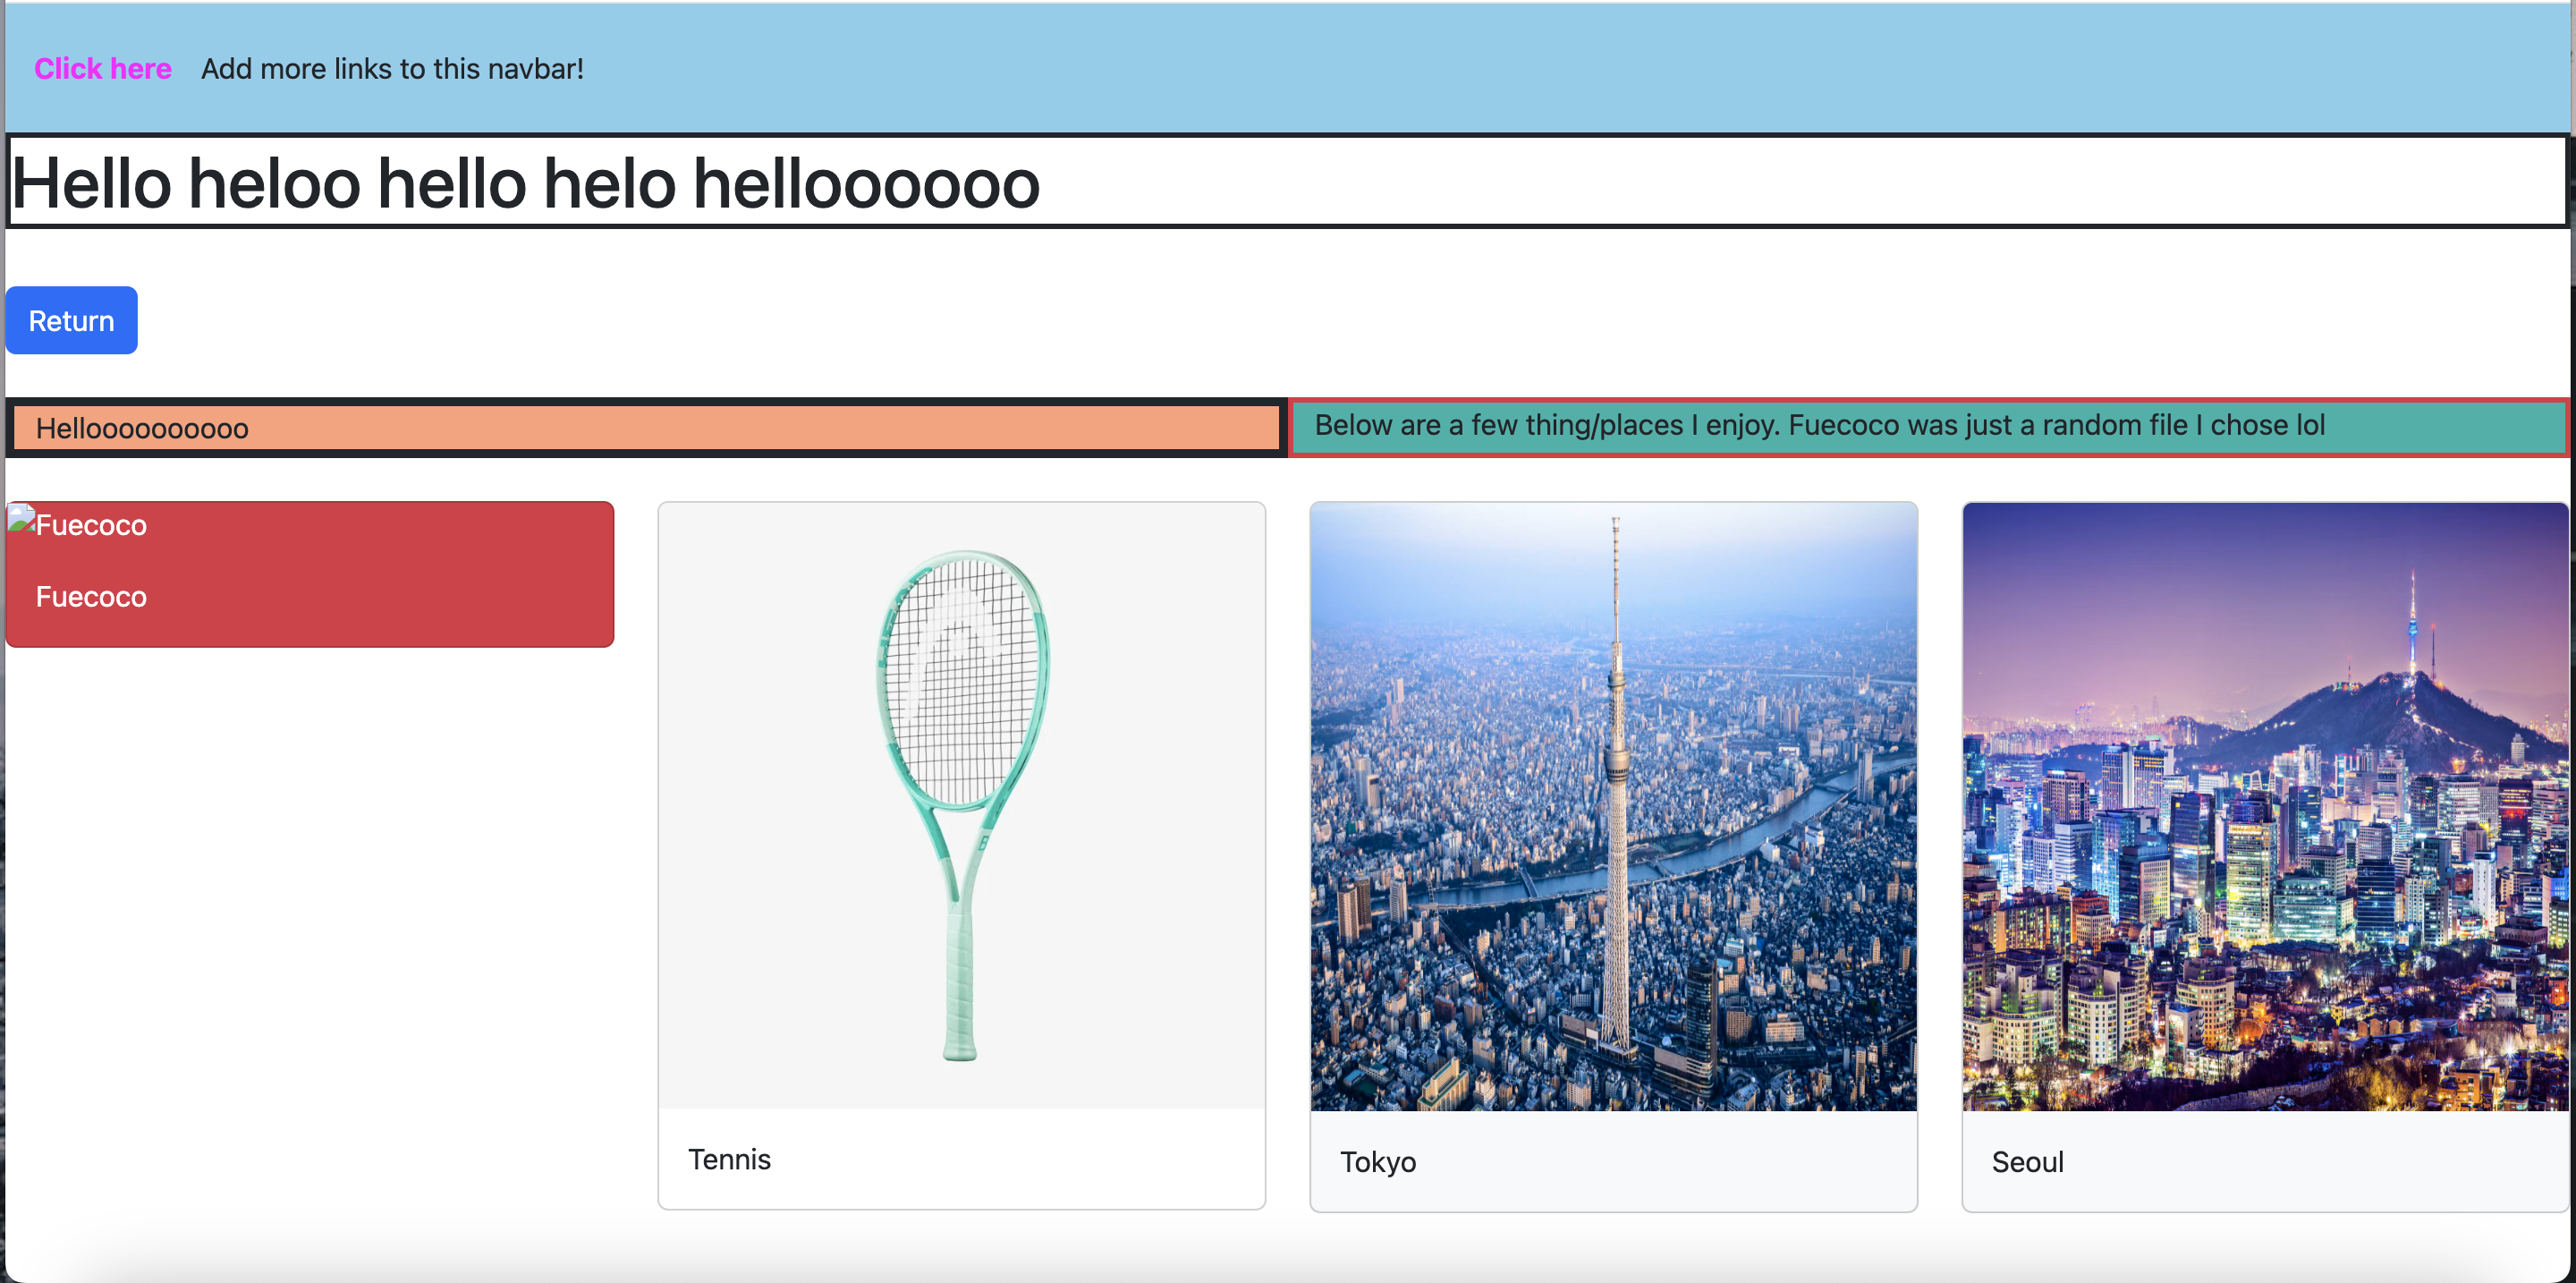 Click here Add more links to this navbar!
Hello heloo hello helo helloooooo
Return
Helloooooooooo
Below are a few thing/places I enjoy. Fuecoco was just a random file I chose lol
Fuecoco
Fuecoco
Tennis
Tokyo
Seoul